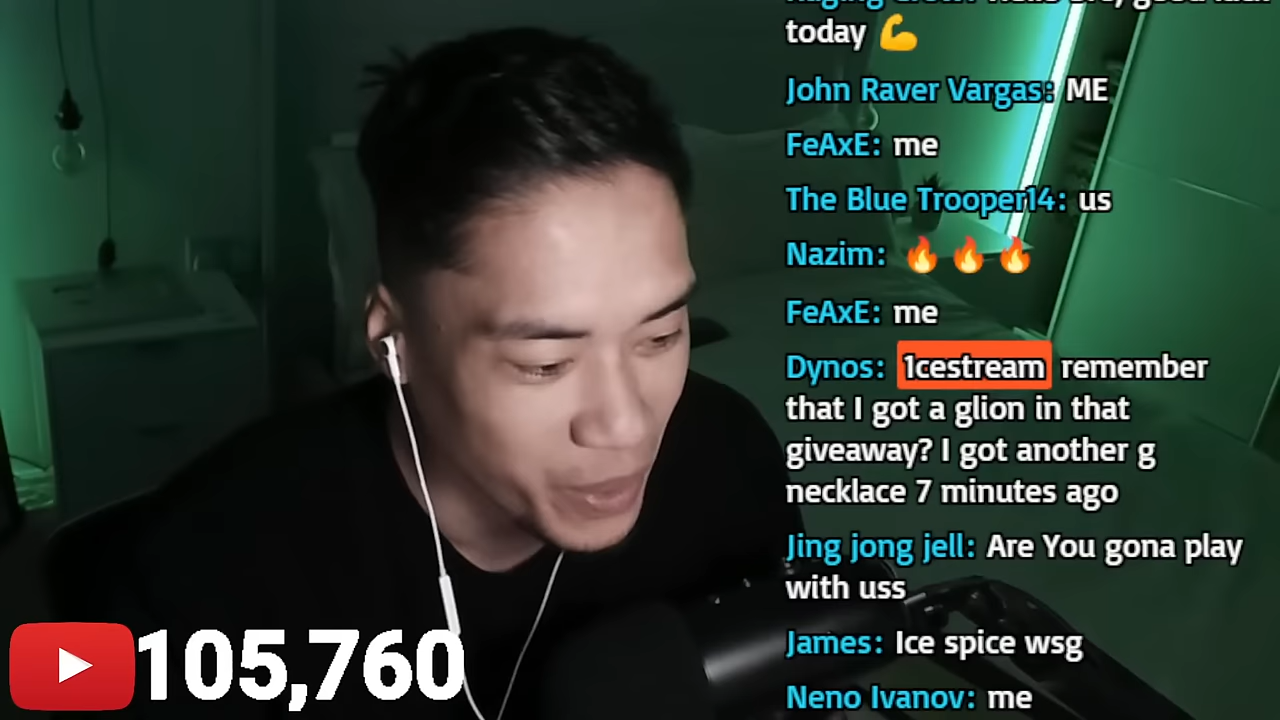 today 💪
John Raver Vargas: ME
FeAxE: me
The Blue Trooper14: us
Nazim: 🔥🔥🔥
FeAxE: me
Dynos: 1cestream remember
that I got a glion in that
giveaway? I got another g
necklace 7 minutes ago
Jing jong jell: Are You gona play
with uss
James: Ice spice wsg
Neno Ivanov: me
105,760